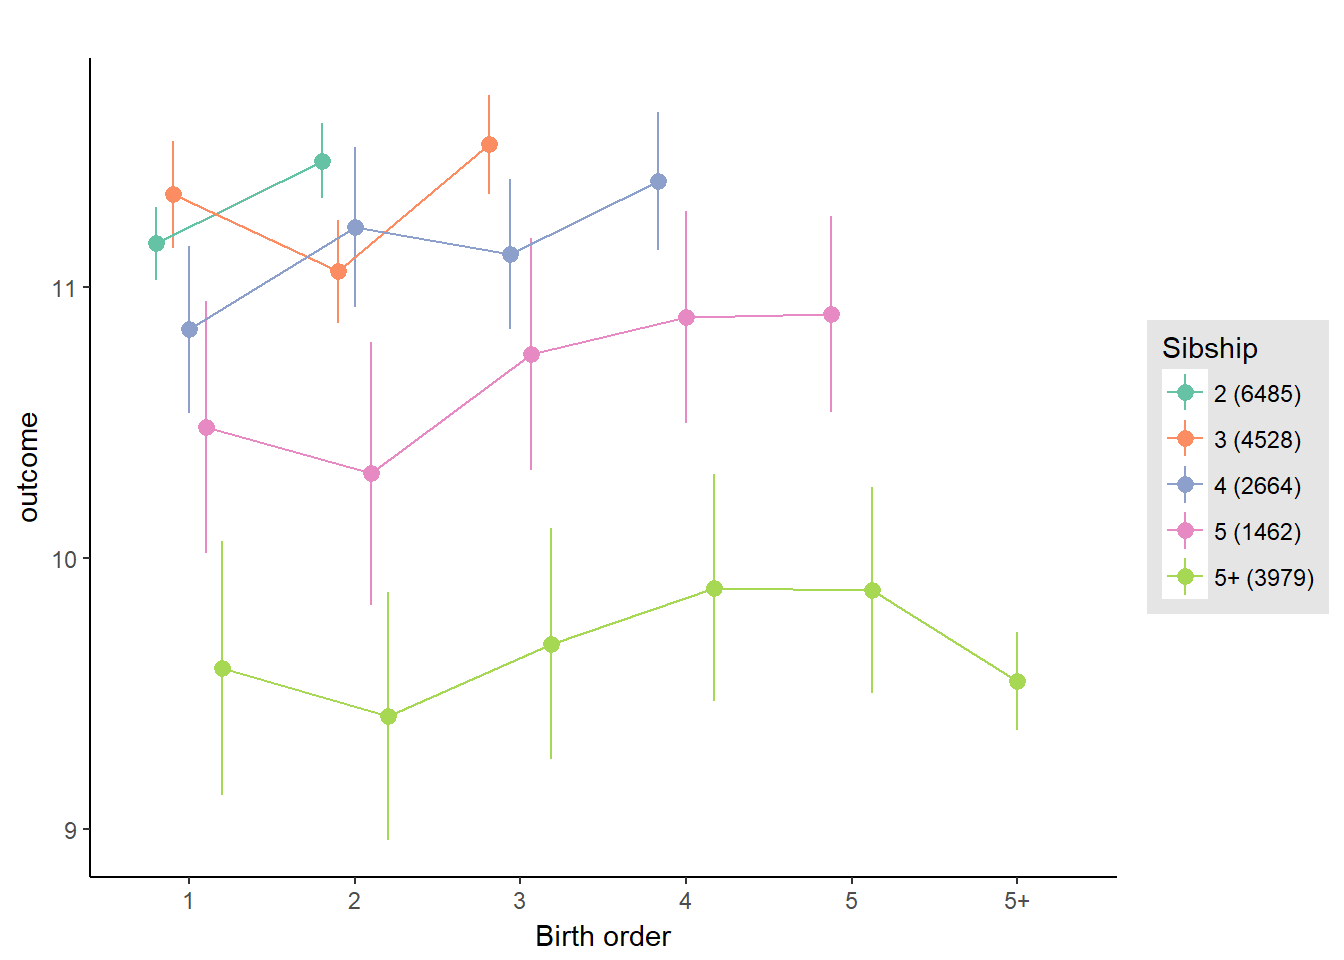 outcome
11
10
9
1 2 3 4 5 5+
Birth order
Sibship
2 (6485)
3 (4528)
4 (2664)
5 (1462)
5+ (3979)